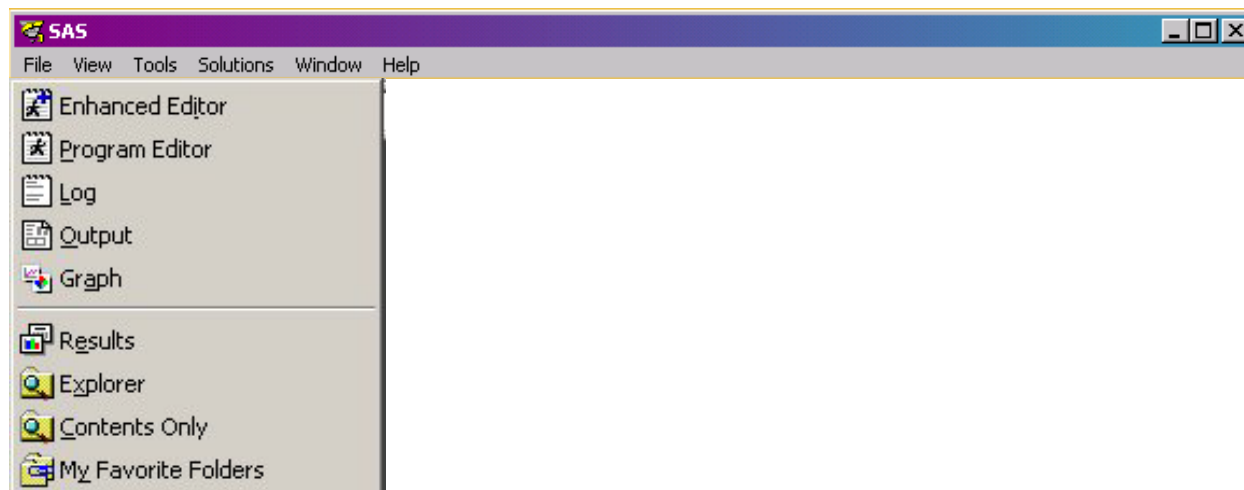 SAS
File View Tools Solutions Window Help
Enhanced Editor
Program Editor
Log
Output
Graph
Results
Explorer
Contents Only
My Favorite Folders